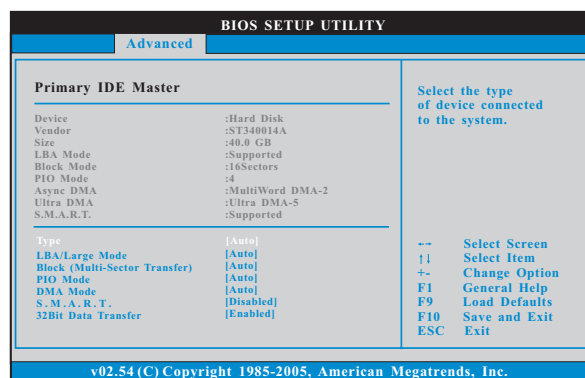 BIOS SETUP UTILITY
Advanced
Primary IDE Master
Device :Hard Disk
Vendor :ST340014A
Size :40.0 GB
LBA Mode :Supported
Block Mode :16Sectors
PIO Mode :4
Async DMA :MultiWord DMA-2
Ultra DMA :Ultra DMA-5
S.M.A.R.T. :Supported
Type [Auto]
LBA/Large Mode [Auto]
Block (Multi-Sector Transfer) [Auto]
PIO Mode [Auto]
DMA Mode [Auto]
S.M.A.R.T. [Disabled]
32Bit Data Transfer [Enabled]
Select the type
of device connected
to the system.
←→ Select Screen
↑↓ Select Item
+- Change Option
F1 General Help
F9 Load Defaults
F10 Save and Exit
ESC Exit
v02.54 (C) Copyright 1985-2005, American Megatrends, Inc.